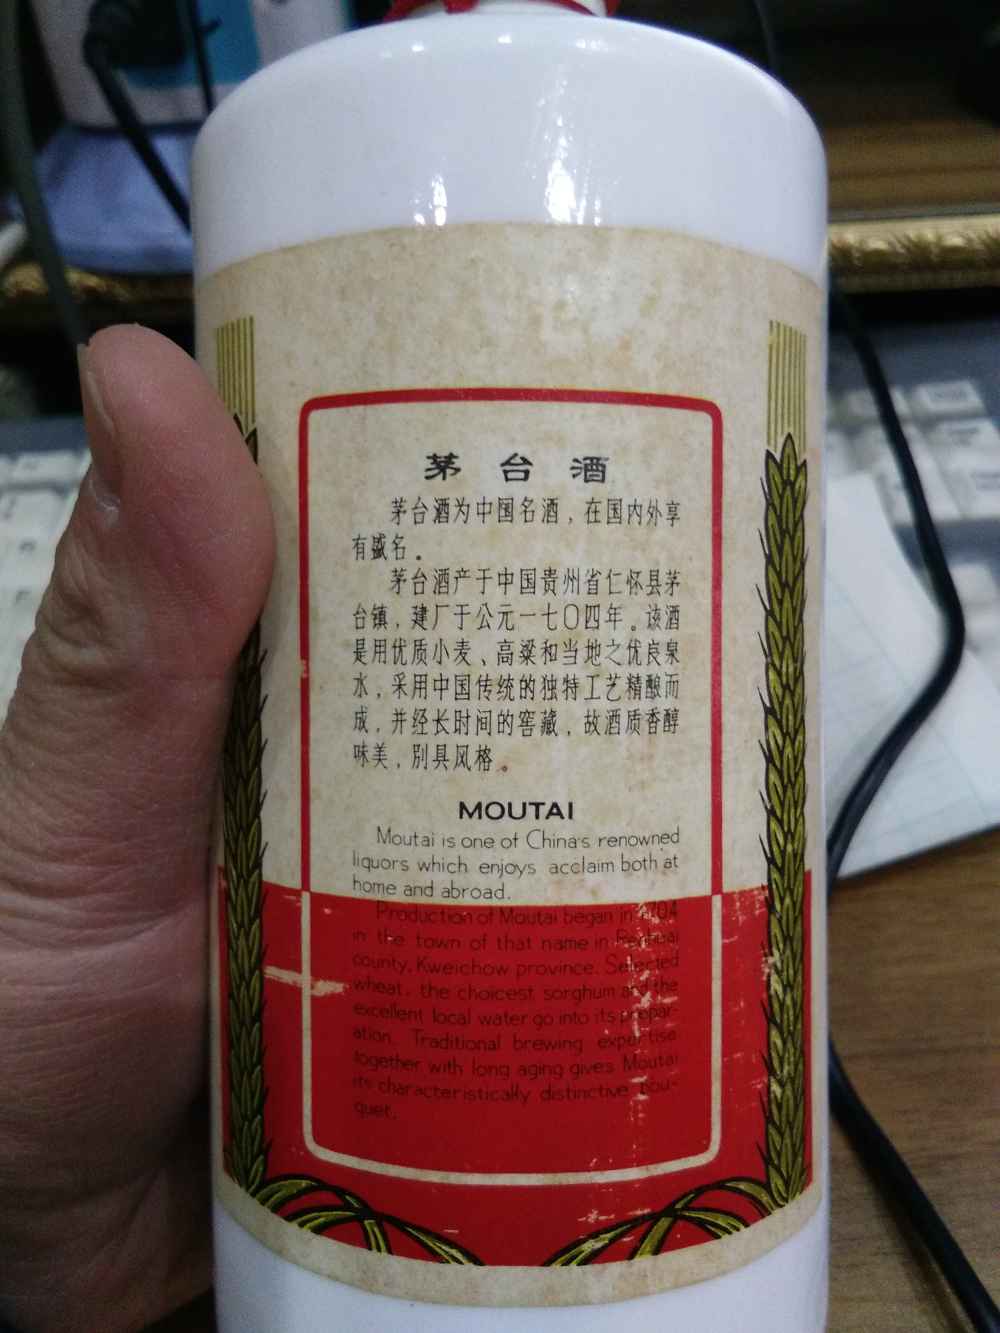 茅台酒
茅台酒为中国名酒，在国内外享
有盛名。
茅台酒产于中国贵州省仁怀县茅
台镇，建厂于公元一七〇四年。该酒
是用优质小麦、高粱和当地之优良泉
水，采用中国传统的独特工艺精酿而
成，并经长时间的窖藏，故酒质香醇
味美，别具风格。
MOUTAI
Moutai is one of China's renowned
liquors which enjoys acclaim both at
home and abroad.
Production of Moutai began in 1704
in the town of that name in Renhuai
county, Kweichow province. Selected
wheat, the choicest sorghum and the
excellent local water go into its prepar-
ation. Traditional brewing expertise
together with long aging gives Moutai
its characteristically distinctive bou-
quet.